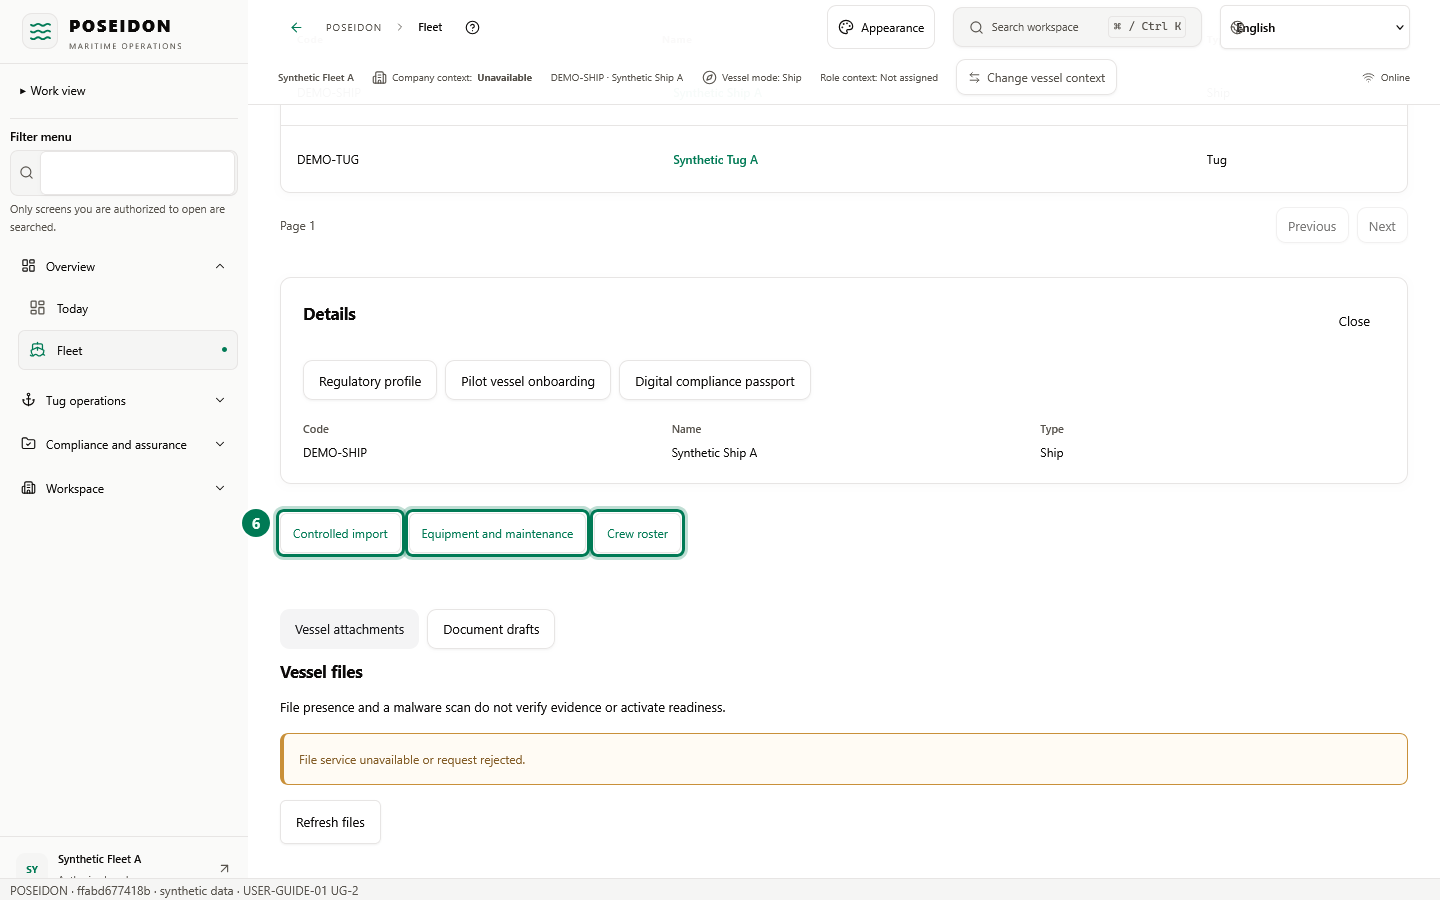 POSEIDON
MARITIME OPERATIONS
POSEIDON > Fleet
Appearance
Search workspace
⌘ / Ctrl K
English
Synthetic Fleet A
Company context: Unavailable
DEMO-SHIP · Synthetic Ship A
Vessel mode: Ship
Role context: Not assigned
Change vessel context
Online
Work view
Filter menu
Only screens you are authorized to open are
searched.
Overview
Today
Fleet
Tug operations
Compliance and assurance
Workspace
DEMO-SHIP
Synthetic Ship A
Ship
DEMO-TUG
Synthetic Tug A
Tug
Page 1
Previous
Next
Details
Close
Regulatory profile
Pilot vessel onboarding
Digital compliance passport
Code
Name
Type
DEMO-SHIP
Synthetic Ship A
Ship
6
Controlled import
Equipment and maintenance
Crew roster
Vessel attachments
Document drafts
Vessel files
File presence and a malware scan do not verify evidence or activate readiness.
File service unavailable or request rejected.
Refresh files
SY
Synthetic Fleet A
POSEIDON · ffabd677418b · synthetic data · USER-GUIDE-01 UG-2